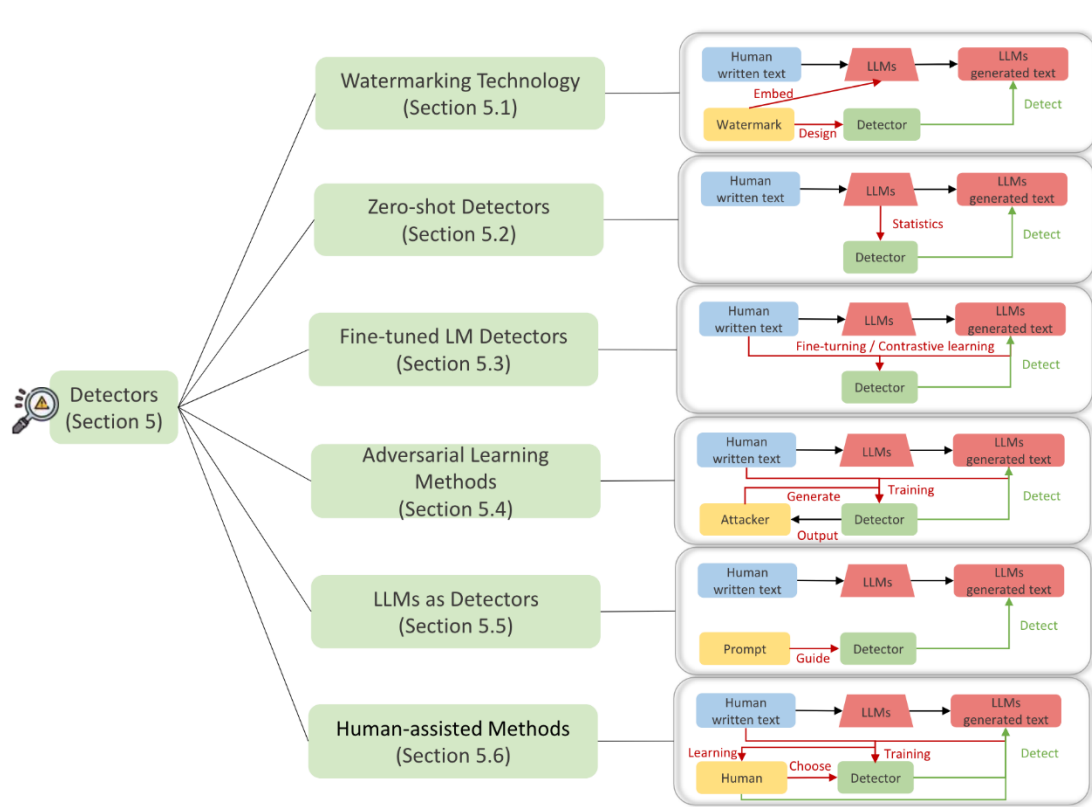 Detectors
(Section 5)
Watermarking Technology
(Section 5.1)
Human
written text
LLMs
LLMs
generated text
Embed
Watermark
Design
Detector
Detect
Zero-shot Detectors
(Section 5.2)
Human
written text
LLMs
LLMs
generated text
Statistics
Detector
Detect
Fine-tuned LM Detectors
(Section 5.3)
Human
written text
LLMs
LLMs
generated text
Fine-turning / Contrastive learning
Detector
Detect
Adversarial Learning
Methods
(Section 5.4)
Human
written text
LLMs
LLMs
generated text
Generate
Training
Attacker
Output
Detector
Detect
LLMs as Detectors
(Section 5.5)
Human
written text
LLMs
LLMs
generated text
Prompt
Guide
Detector
Detect
Human-assisted Methods
(Section 5.6)
Human
written text
LLMs
LLMs
generated text
Learning
Choose
Training
Human
Detector
Detect